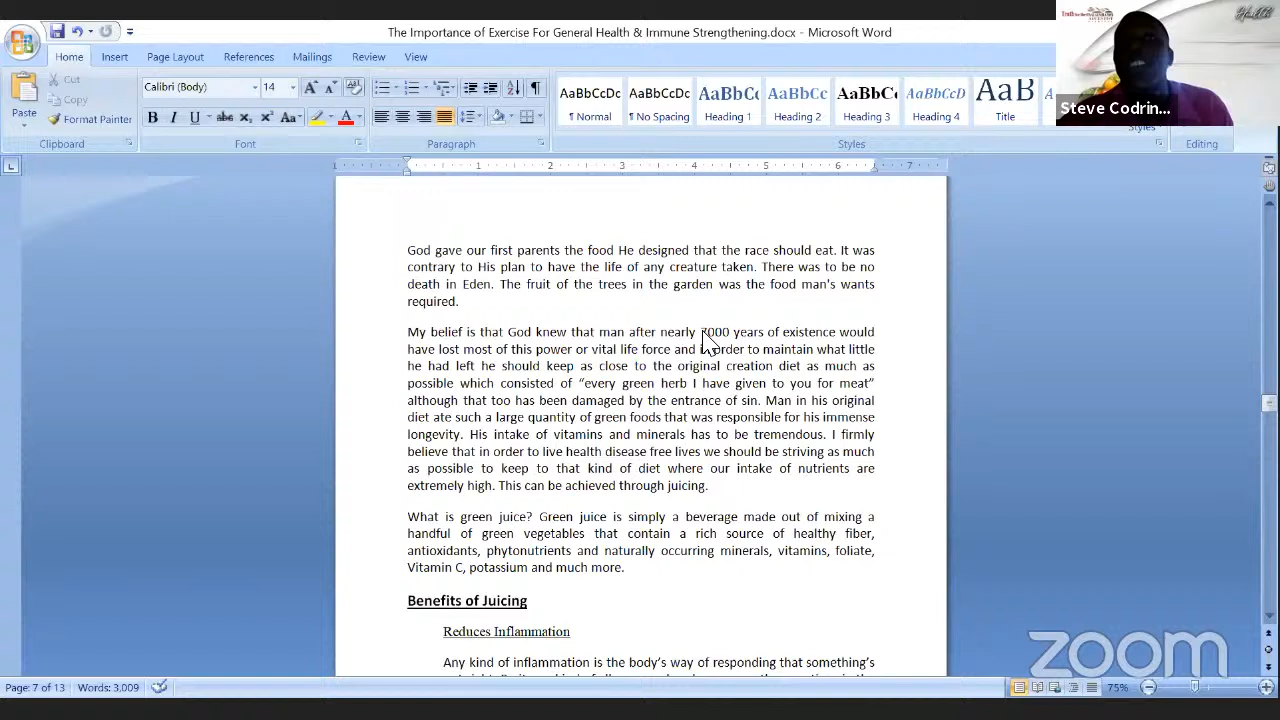 The Importance of Exercise For General Health & Immune Strengthening.docx - Microsoft Word
Home Insert Page Layout References Mailings Review View
Paste
Cut
Copy
Format Painter
Clipboard
Calibri (Body) 14
Font
Paragraph
AaBbCcDc AaBbCcDc AaBbCc AaBbCc AaBbCc AaBbCcD AaB
¶ Normal ¶ No Spacing Heading 1 Heading 2 Heading 3 Heading 4 Title
Styles
Styles
Editing
Steve Codrin...
1 1 2 3 4 5 6 7
God gave our first parents the food He designed that the race should eat. It was
contrary to His plan to have the life of any creature taken. There was to be no
death in Eden. The fruit of the trees in the garden was the food man's wants
required.
My belief is that God knew that man after nearly 7000 years of existence would
have lost most of this power or vital life force and in order to maintain what little
he had left he should keep as close to the original creation diet as much as
possible which consisted of “every green herb I have given to you for meat”
although that too has been damaged by the entrance of sin. Man in his original
diet ate such a large quantity of green foods that was responsible for his immense
longevity. His intake of vitamins and minerals has to be tremendous. I firmly
believe that in order to live health disease free lives we should be striving as much
as possible to keep to that kind of diet where our intake of nutrients are
extremely high. This can be achieved through juicing.
What is green juice? Green juice is simply a beverage made out of mixing a
handful of green vegetables that contain a rich source of healthy fiber,
antioxidants, phytonutrients and naturally occurring minerals, vitamins, foliate,
Vitamin C, potassium and much more.
Benefits of Juicing
Reduces Inflammation
Any kind of inflammation is the body’s way of responding that something’s
Page: 7 of 13 Words: 3,009 75%
zoom